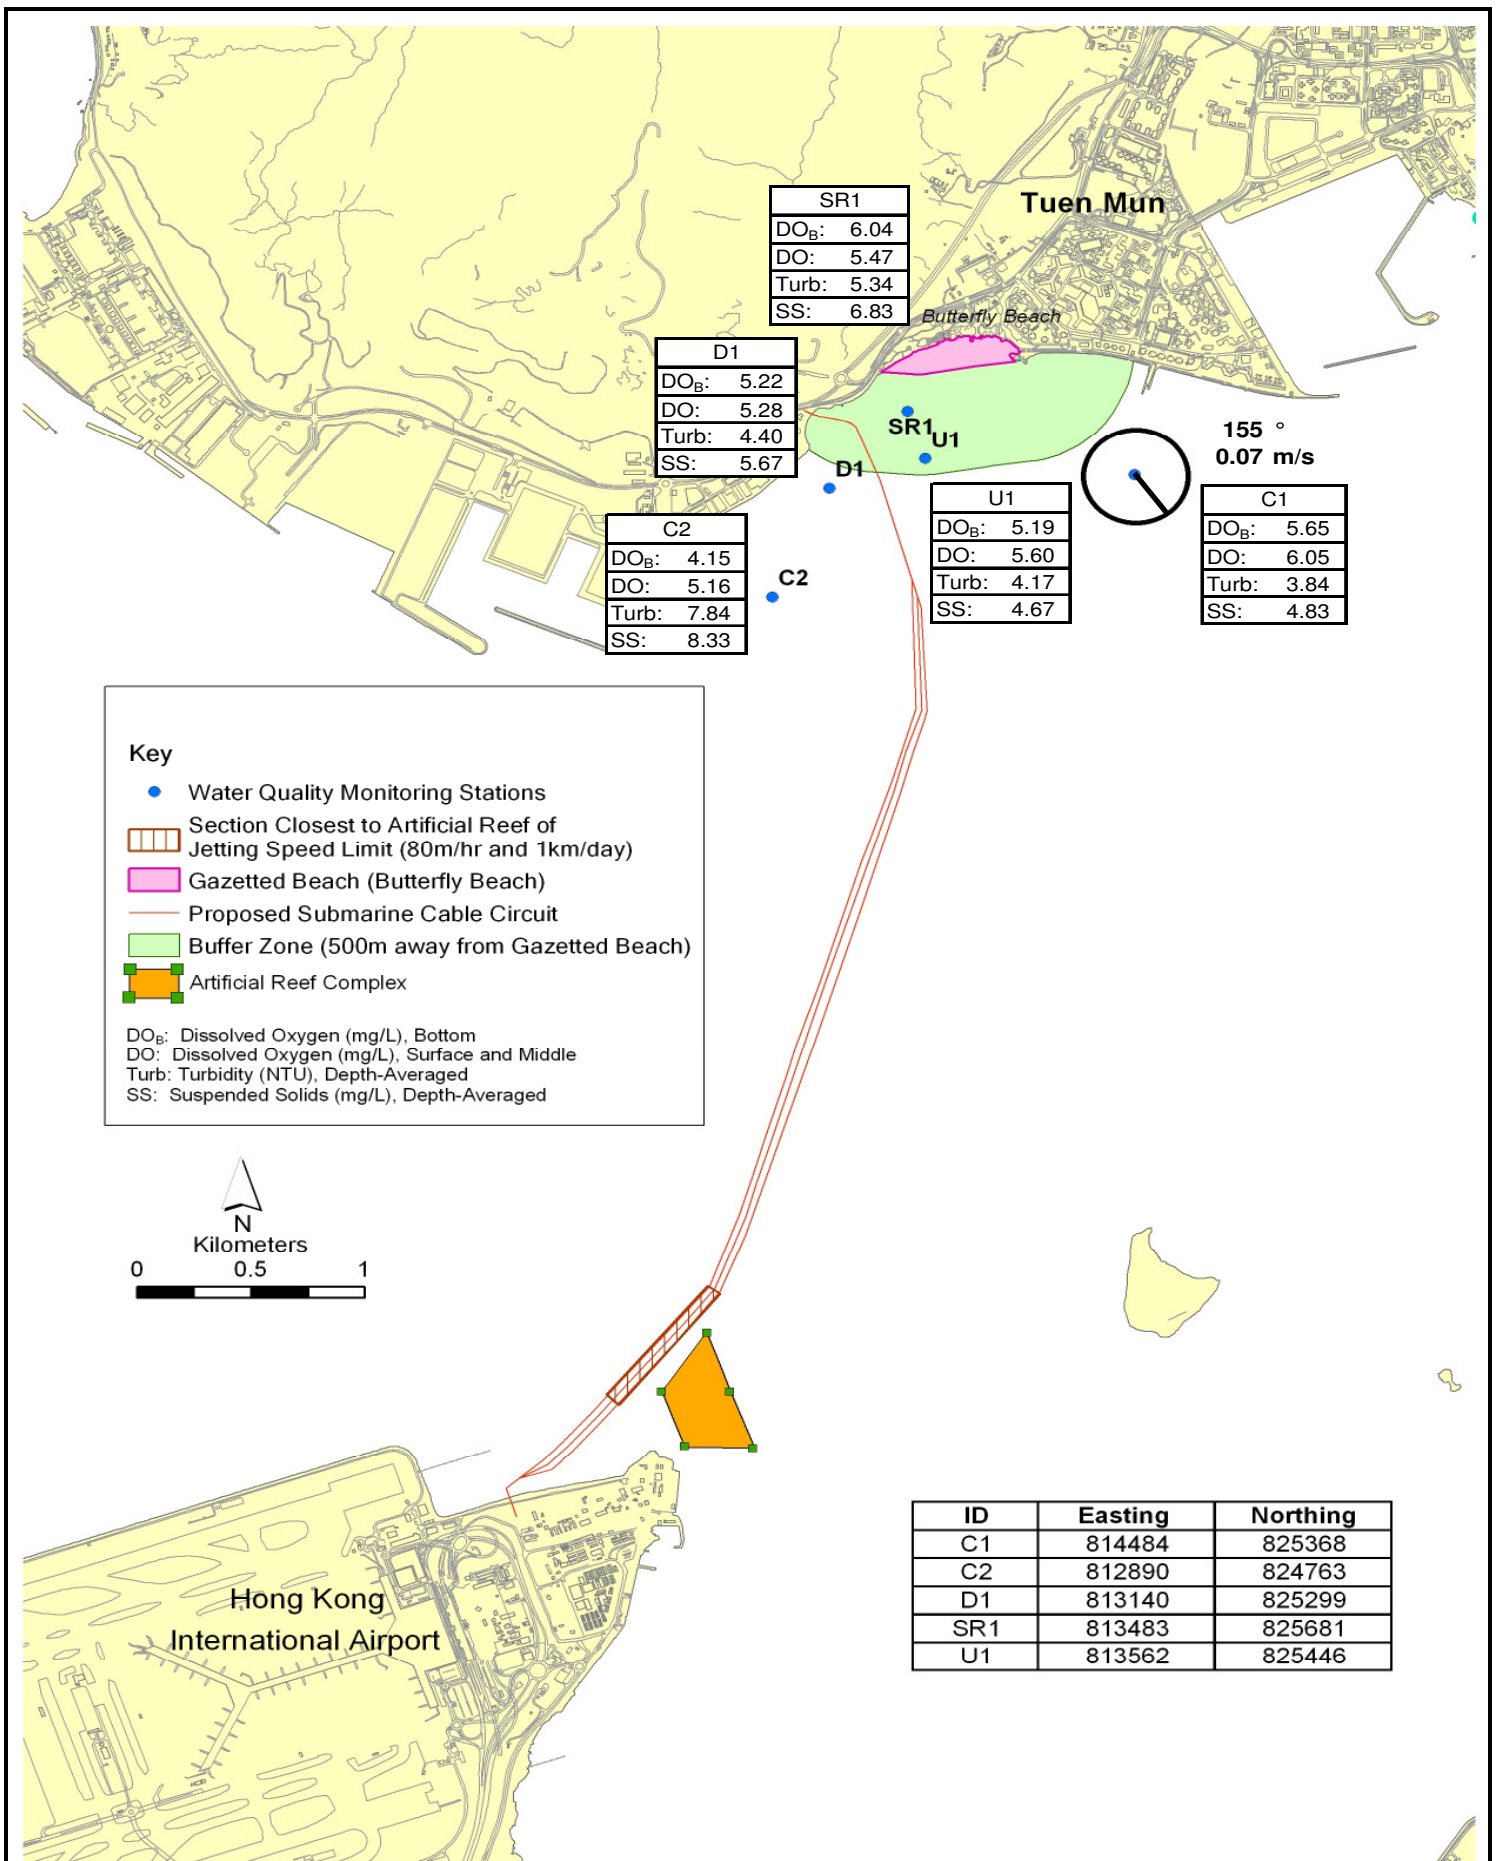 Tuen Mun
SR1
DOB: 6.04
DO: 5.47
Turb: 5.34
SS: 6.83
Butterfly Beach
D1
DOB: 5.22
DO: 5.28
Turb: 4.40
SS: 5.67
SR1
U1
D1
155 °
0.07 m/s
U1
DOB: 5.19
DO: 5.60
Turb: 4.17
SS: 4.67
C1
DOB: 5.65
DO: 6.05
Turb: 3.84
SS: 4.83
C2
DOB: 4.15
DO: 5.16
Turb: 7.84
SS: 8.33
C2
Key
Water Quality Monitoring Stations
Section Closest to Artificial Reef of
Jetting Speed Limit (80m/hr and 1km/day)
Gazetted Beach (Butterfly Beach)
Proposed Submarine Cable Circuit
Buffer Zone (500m away from Gazetted Beach)
Artificial Reef Complex
DOB: Dissolved Oxygen (mg/L), Bottom
DO: Dissolved Oxygen (mg/L), Surface and Middle
Turb: Turbidity (NTU), Depth-Averaged
SS: Suspended Solids (mg/L), Depth-Averaged
N
Kilometers
0 0.5 1
Hong Kong
International Airport
ID Easting Northing
C1 814484 825368
C2 812890 824763
D1 813140 825299
SR1 813483 825681
U1 813562 825446